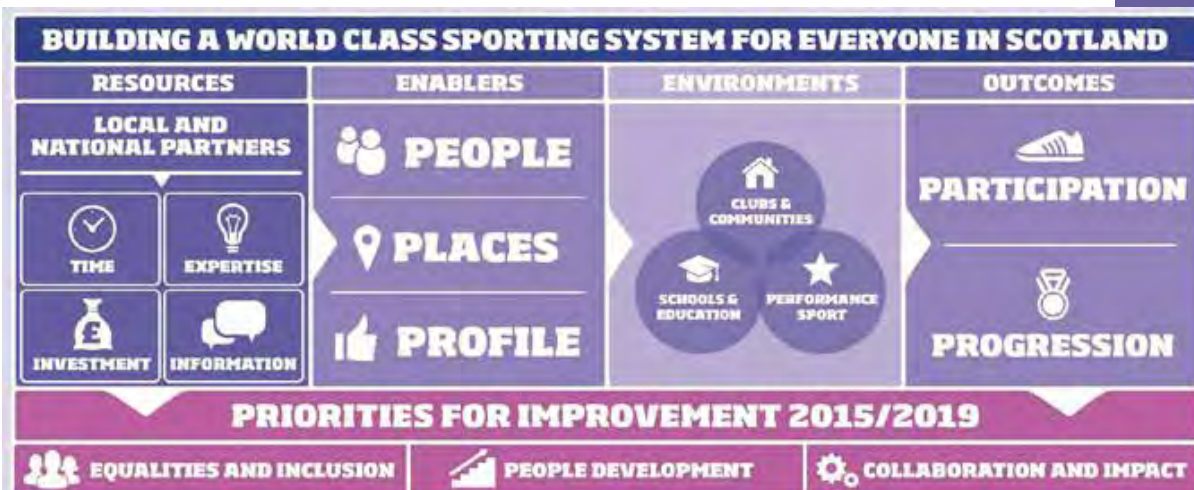 BUILDING A WORLD CLASS SPORTING SYSTEM FOR EVERYONE IN SCOTLAND
RESOURCES
LOCAL AND
NATIONAL PARTNERS
TIME
EXPERTISE
£
INVESTMENT
INFORMATION
ENABLERS
PEOPLE
PLACES
PROFILE
ENVIRONMENTS
CLUBS &
COMMUNITIES
SCHOOLS &
EDUCATION
PERFORMANCE
SPORT
OUTCOMES
PARTICIPATION
PROGRESSION
PRIORITIES FOR IMPROVEMENT 2015/2019
EQUALITIES AND INCLUSION
PEOPLE DEVELOPMENT
COLLABORATION AND IMPACT